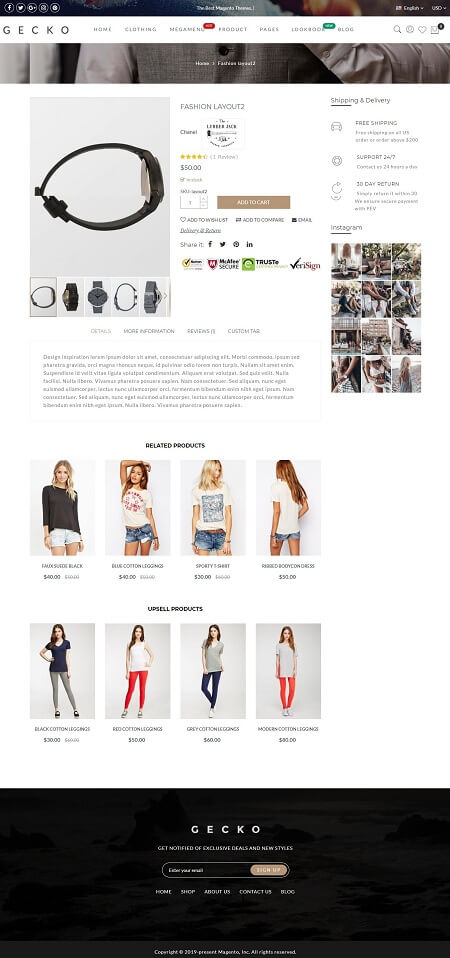 The Best Magento Themes. |
English
USD
GECKO
HOME
CLOTHING
MEGAMENU
HOT
PRODUCT
PAGES
LOOKBOOK
NEW
BLOG
0
Home > Fashion layout2
FASHION LAYOUT2
Chanel
The
LUMBER JACK
( 1 Review)
$50.00
In stock
SKU: layout2
1
ADD TO CART
ADD TO WISH LIST
ADD TO COMPARE
EMAIL
Delivery & Return
Share it:
Norton
McAfee
SECURE
TRUSTe
VeriSign
Shipping & Delivery
FREE SHIPPING
Free shipping on all US
order or order above $200
SUPPORT 24/7
Contact us 24 hours a day
30 DAY RETURN
Simply return it within 30
We ensure secure payment
with PEV
Instagram
DETAILS
MORE INFORMATION
REVIEWS (1)
CUSTOM TAB
Design inspiration lorem ipsum dolor sit amet, consectetuer adipiscing elit. Morbi commodo, ipsum sed
pharetra gravida, orci magna rhoncus neque, id pulvinar odio lorem non turpis. Nullam sit amet enim.
Suspendisse id velit vitae ligula volutpat condimentum. Aliquam erat volutpat. Sed quis velit. Nulla
facilisi. Nulla libero. Vivamus pharetra posuere sapien. Nam consectetuer. Sed aliquam, nunc eget
euismod ullamcorper, lectus nunc ullamcorper orci, fermentum bibendum enim nibh eget ipsum. Nam
consectetuer. Sed aliquam, nunc eget euismod ullamcorper, lectus nunc ullamcorper orci, fermentum
bibendum enim nibh eget ipsum. Nulla libero. Vivamus pharetra posuere sapien.
RELATED PRODUCTS
FAUX SUEDE BLACK
$40.00 $50.00
BLUE COTTON LEGGINGS
$40.00 $50.00
SPORTY T-SHIRT
$30.00 $60.00
RIBBED BODYCON DRESS
$50.00
UPSELL PRODUCTS
BLACK COTTON LEGGINGS
$30.00 $60.00
RED COTTON LEGGINGS
$50.00
GREY COTTON LEGGINGS
$60.00
MODERN COTTON LEGGINGS
$80.00
GECKO
GET NOTIFIED OF EXCLUSIVE DEALS AND NEW STYLES
Enter your email
SIGN UP
HOME
SHOP
ABOUT US
CONTACT US
BLOG
Copyright © 2019-present Magento, Inc. All rights reserved.